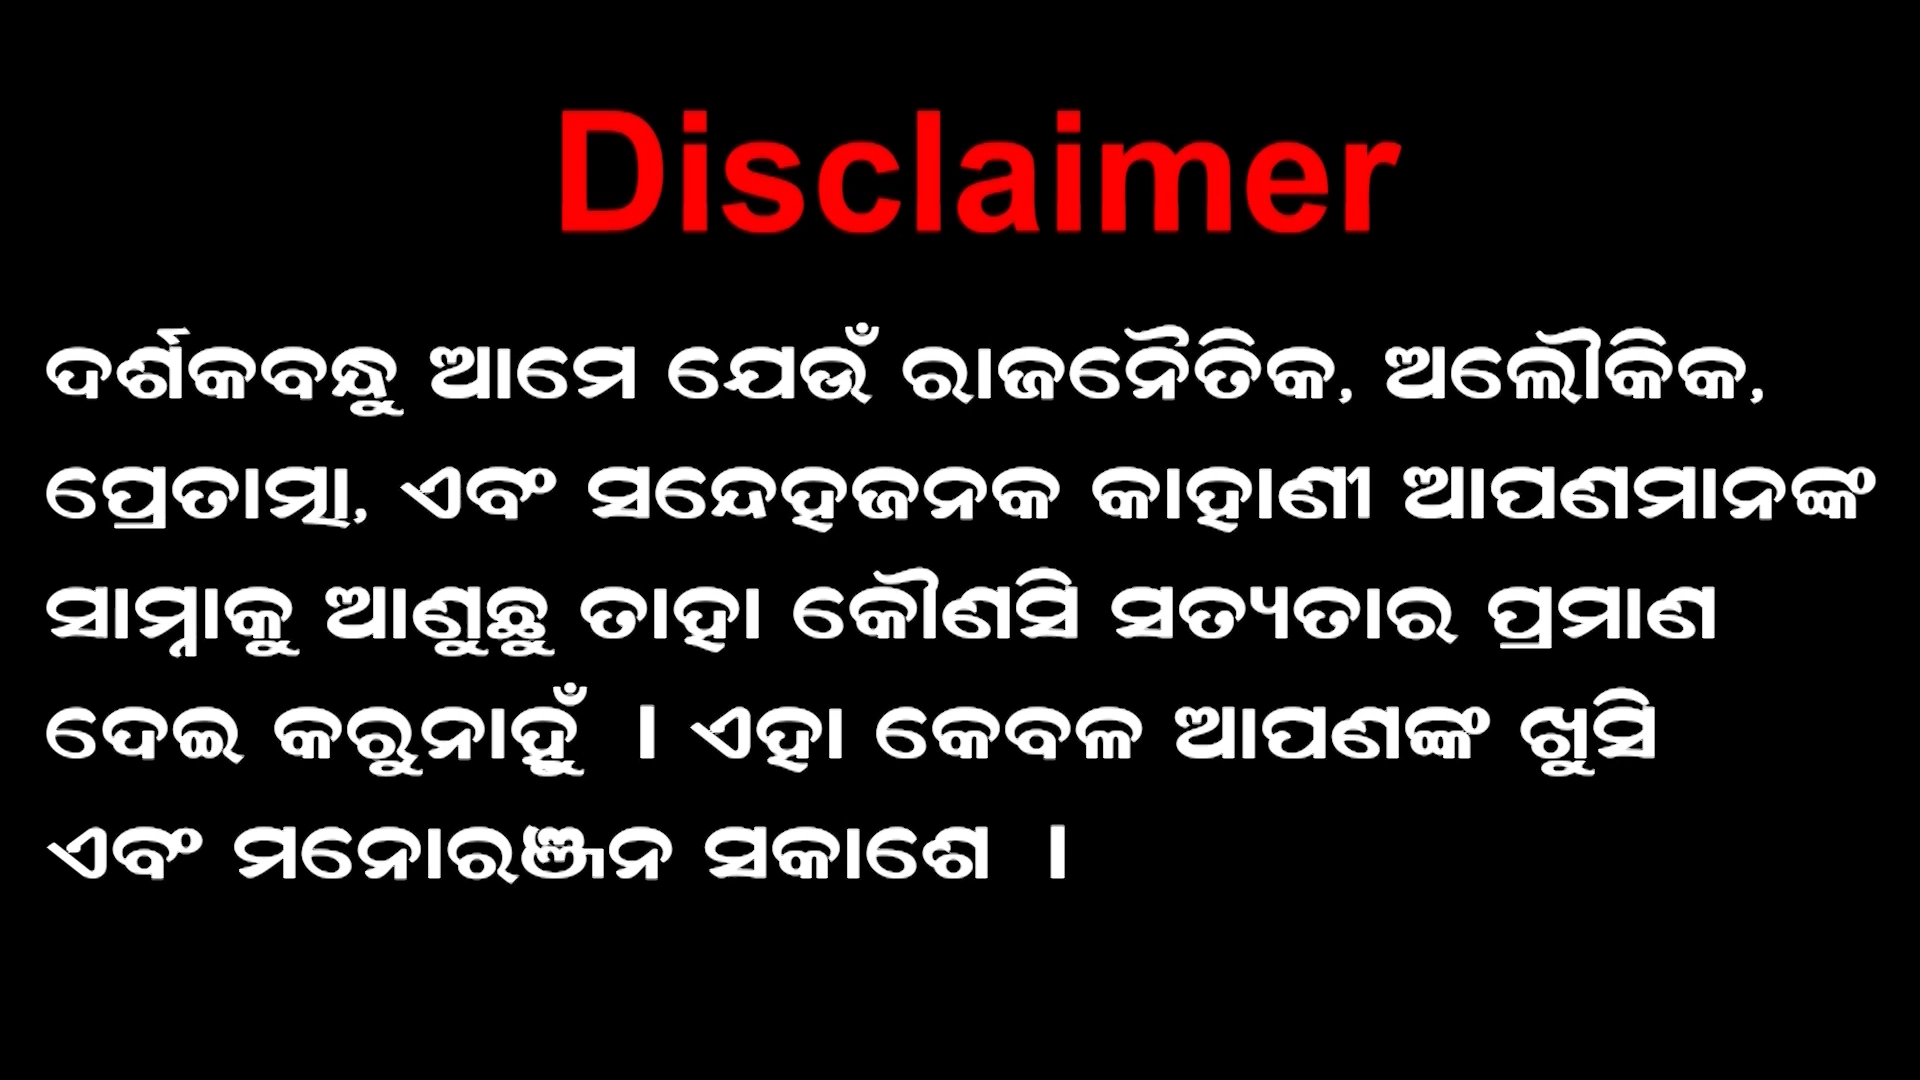 Disclaimer
ଦର୍ଶକବନ୍ଧୁ ଆମେ ଯେଉଁ ରାଜନୈତିକ, ଅଲୌକିକ,
ପ୍ରେତାତ୍ମା, ଏବଂ ସନ୍ଦେହଜନକ କାହାଣୀ ଆପଣମାନଙ୍କ
ସାମ୍ନାକୁ ଆଣୁଛୁ ତାହା କୌଣସି ସତ୍ୟତାର ପ୍ରମାଣ
ଦେଇ କରୁନାହୁଁ । ଏହା କେବଳ ଆପଣଙ୍କ ଖୁସି
ଏବଂ ମନୋରଞ୍ଜନ ସକାଶେ ।